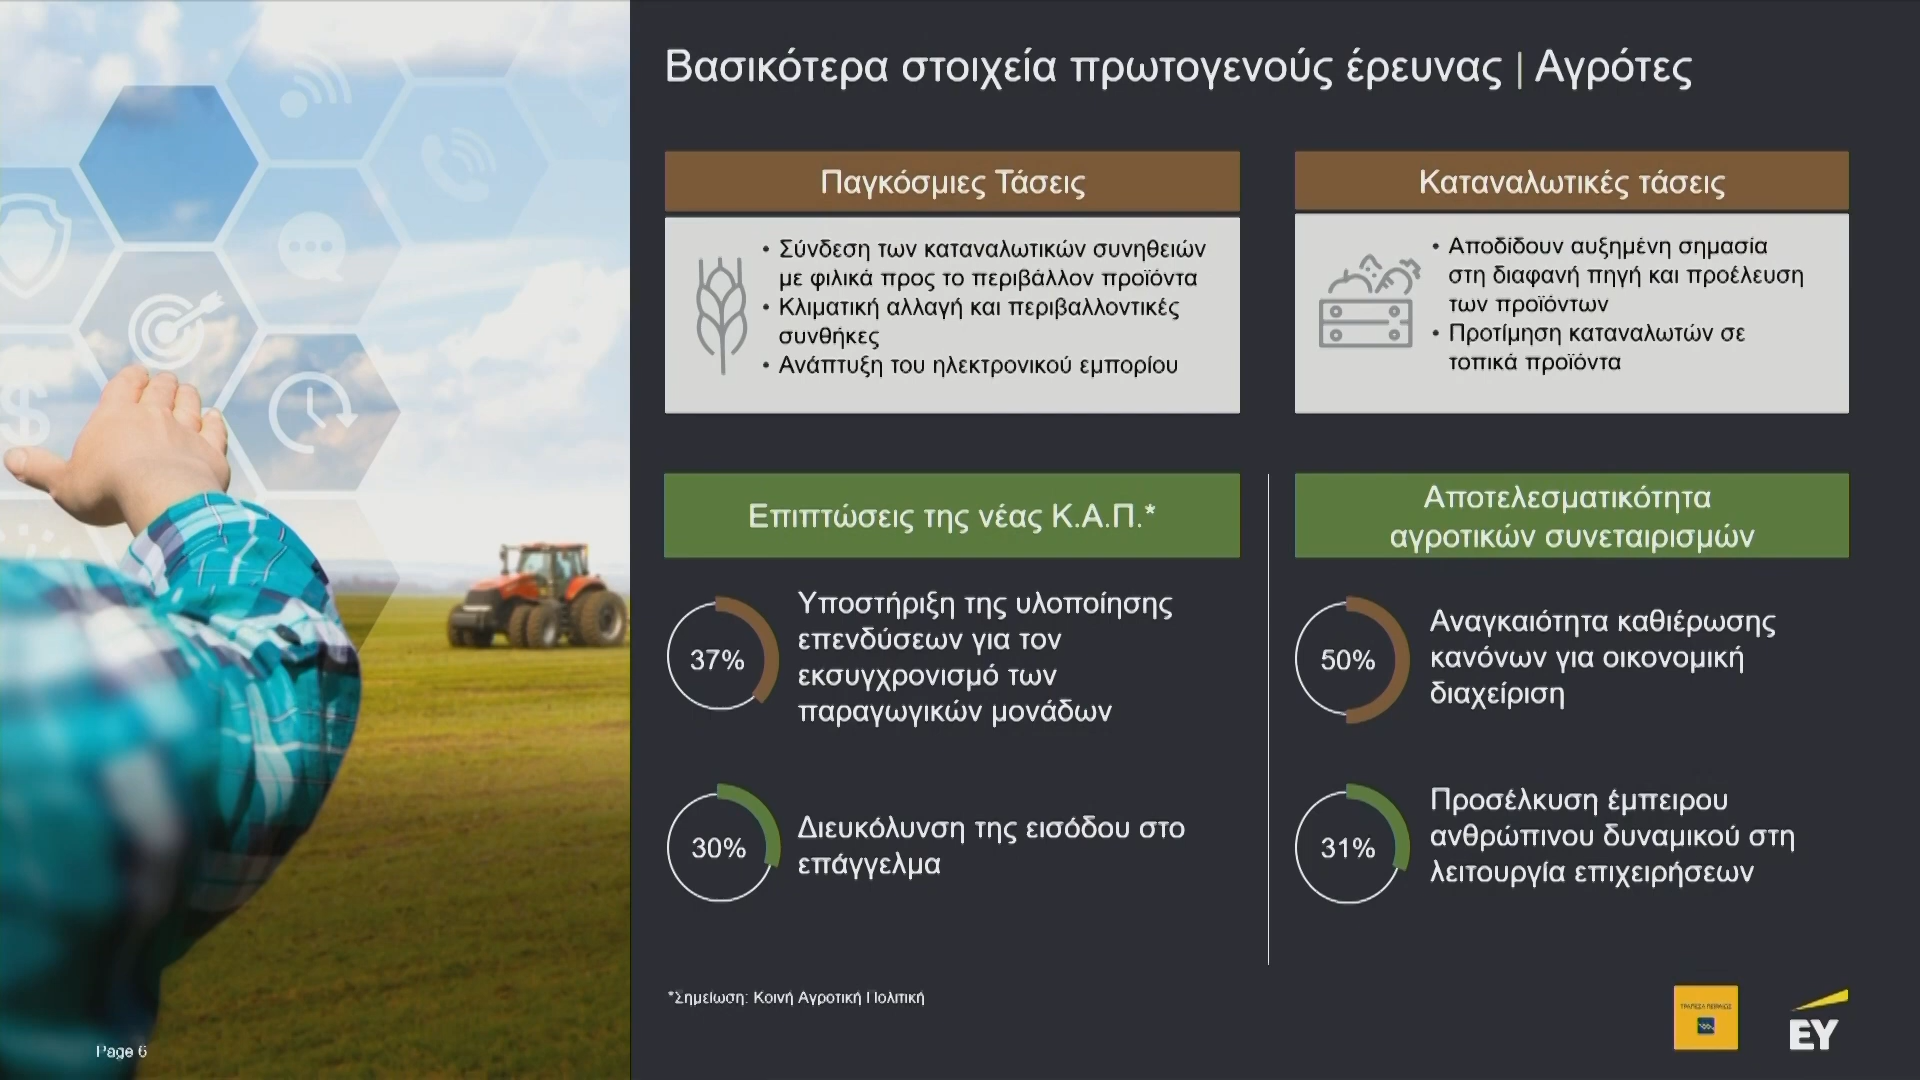 Βασικότερα στοιχεία πρωτογενούς έρευνας | Αγρότες
Παγκόσμιες Τάσεις
• Σύνδεση των καταναλωτικών συνηθειών
με φιλικά προς το περιβάλλον προϊόντα
• Κλιματική αλλαγή και περιβαλλοντικές
συνθήκες
• Ανάπτυξη του ηλεκτρονικού εμπορίου
Καταναλωτικές τάσεις
• Αποδίδουν αυξημένη σημασία
στη διαφανή πηγή και προέλευση
των προϊόντων
• Προτίμηση καταναλωτών σε
τοπικά προϊόντα
Επιπτώσεις της νέας Κ.Α.Π.*
37%
Υποστήριξη της υλοποίησης
επενδύσεων για τον
εκσυγχρονισμό των
παραγωγικών μονάδων
30%
Διευκόλυνση της εισόδου στο
επάγγελμα
Αποτελεσματικότητα
αγροτικών συνεταιρισμών
50%
Αναγκαιότητα καθιέρωσης
κανόνων για οικονομική
διαχείριση
31%
Προσέλκυση έμπειρου
ανθρώπινου δυναμικού στη
λειτουργία επιχειρήσεων
*Σημείωση: Κοινή Αγροτική Πολιτική
ΤΡΑΠΕΖΑ ΠΕΙΡΑΙΩΣ
EY
Page 6